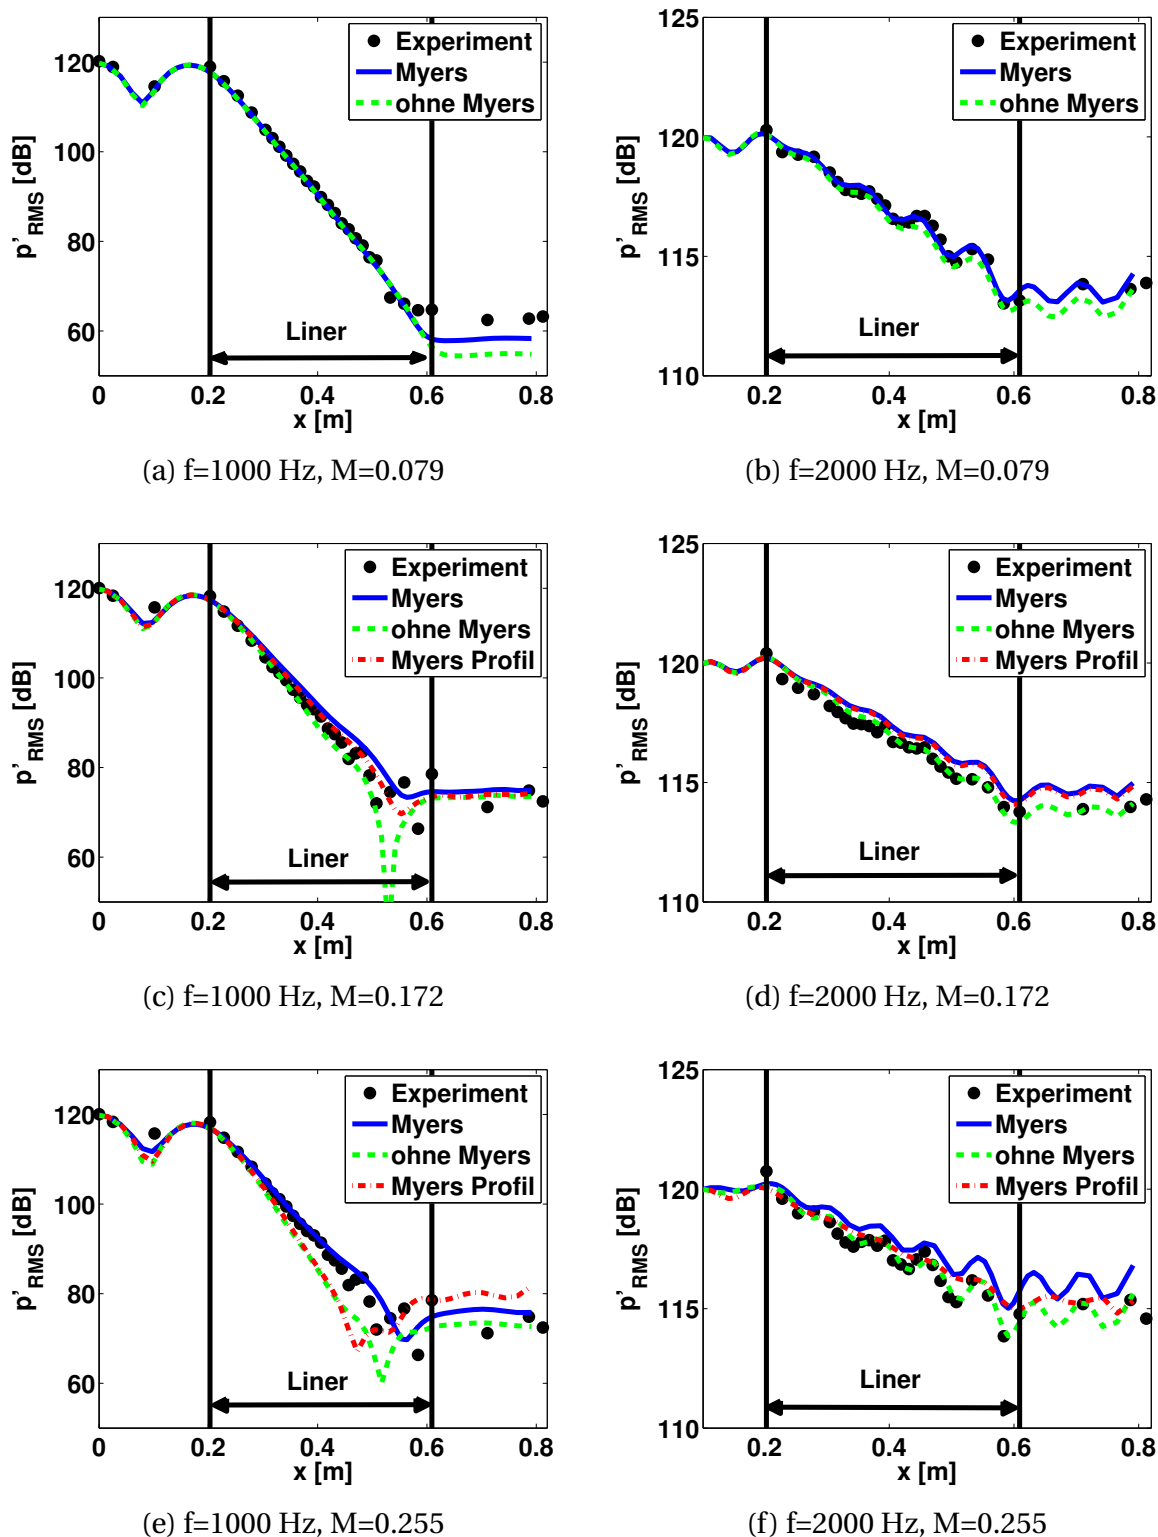 125
120
Experiment
Myers
ohne Myers
100
80
60
p'RMS [dB]
Liner
0 0.2 0.4 0.6 0.8
x [m]
(a) f=1000 Hz, M=0.079
125
Experiment
Myers
ohne Myers
120
115
110
p'RMS [dB]
Liner
0.2 0.4 0.6 0.8
x [m]
(b) f=2000 Hz, M=0.079
120
100
80
60
p'RMS [dB]
Experiment
Myers
ohne Myers
Myers Profil
Liner
0 0.2 0.4 0.6 0.8
x [m]
(c) f=1000 Hz, M=0.172
125
120
115
110
p'RMS [dB]
Experiment
Myers
ohne Myers
Myers Profil
Liner
0.2 0.4 0.6 0.8
x [m]
(d) f=2000 Hz, M=0.172
120
100
80
60
p'RMS [dB]
Experiment
Myers
ohne Myers
Myers Profil
Liner
0 0.2 0.4 0.6 0.8
x [m]
(e) f=1000 Hz, M=0.255
125
120
115
110
p'RMS [dB]
Experiment
Myers
ohne Myers
Myers Profil
Liner
0.2 0.4 0.6 0.8
x [m]
(f) f=2000 Hz, M=0.255